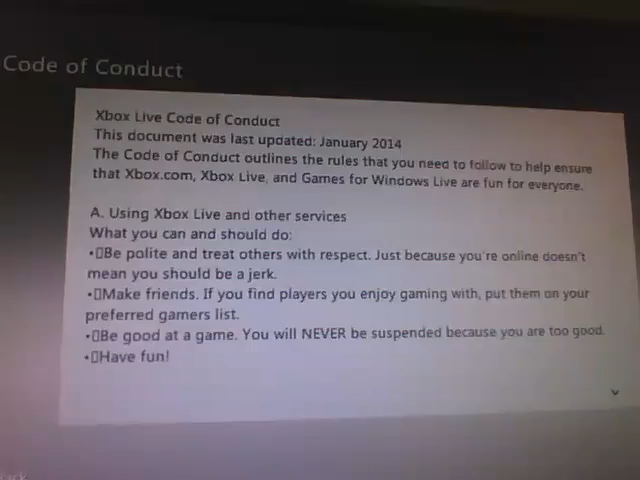 Code of Conduct
Xbox Live Code of Conduct
This document was last updated: January 2014
The Code of Conduct outlines the rules that you need to follow to help ensure
that Xbox.com, Xbox Live, and Games for Windows Live are fun for everyone.
A. Using Xbox Live and other services
What you can and should do:
•▯Be polite and treat others with respect. Just because you're online doesn't
mean you should be a jerk.
•▯Make friends. If you find players you enjoy gaming with, put them on your
preferred gamers list.
•▯Be good at a game. You will NEVER be suspended because you are too good.
•▯Have fun!